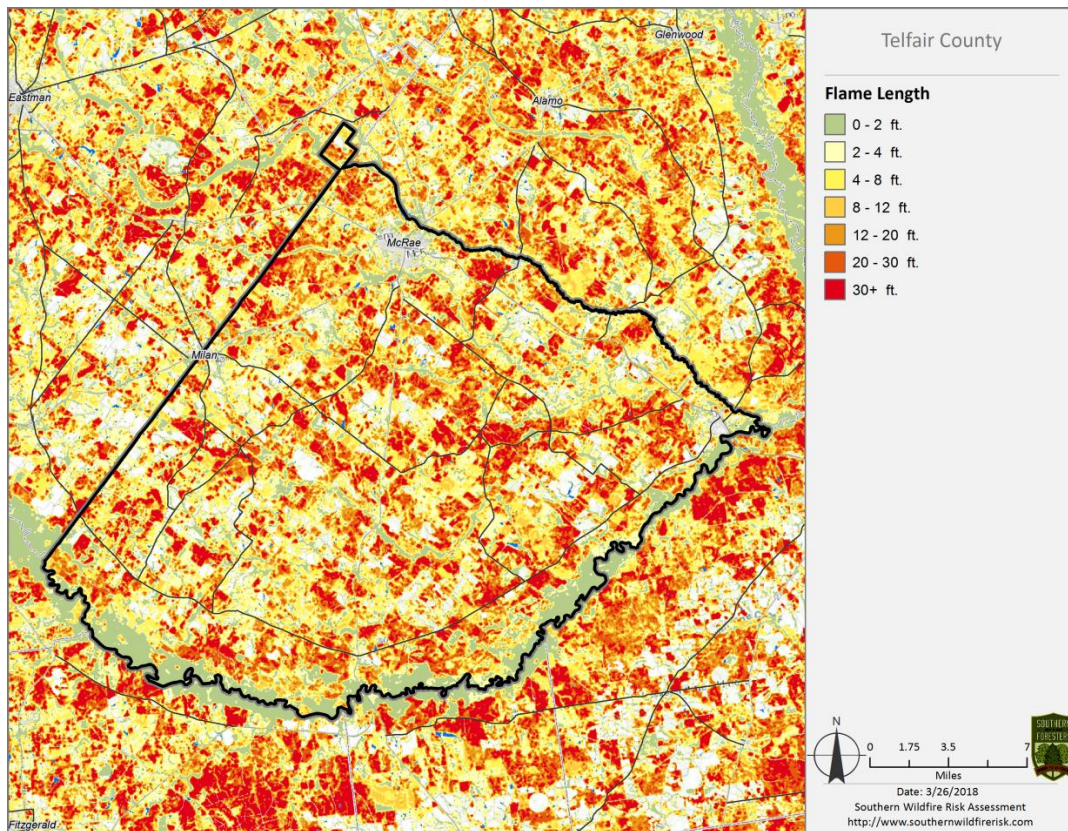 Telfair County
Flame Length
0 - 2 ft.
2 - 4 ft.
4 - 8 ft.
8 - 12 ft.
12 - 20 ft.
20 - 30 ft.
30+ ft.
Glenwood
Eastman
Alamo
McRae
Milan
Fitzgerald
N
0 1.75 3.5 7
Miles
SOUTHERN
FORESTERS
Date: 3/26/2018
Southern Wildfire Risk Assessment
http://www.southernwildfirerisk.com